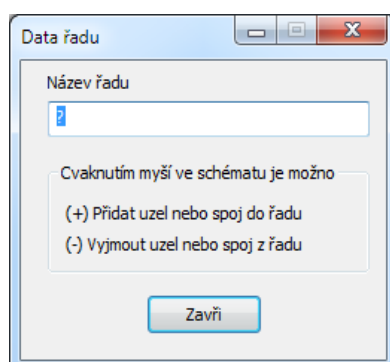 Data řadu
Název řadu
?
Cvaknutím myší ve schématu je možno
(+) Přidat uzel nebo spoj do řadu
(-) Vyjmout uzel nebo spoj z řadu
Zavři